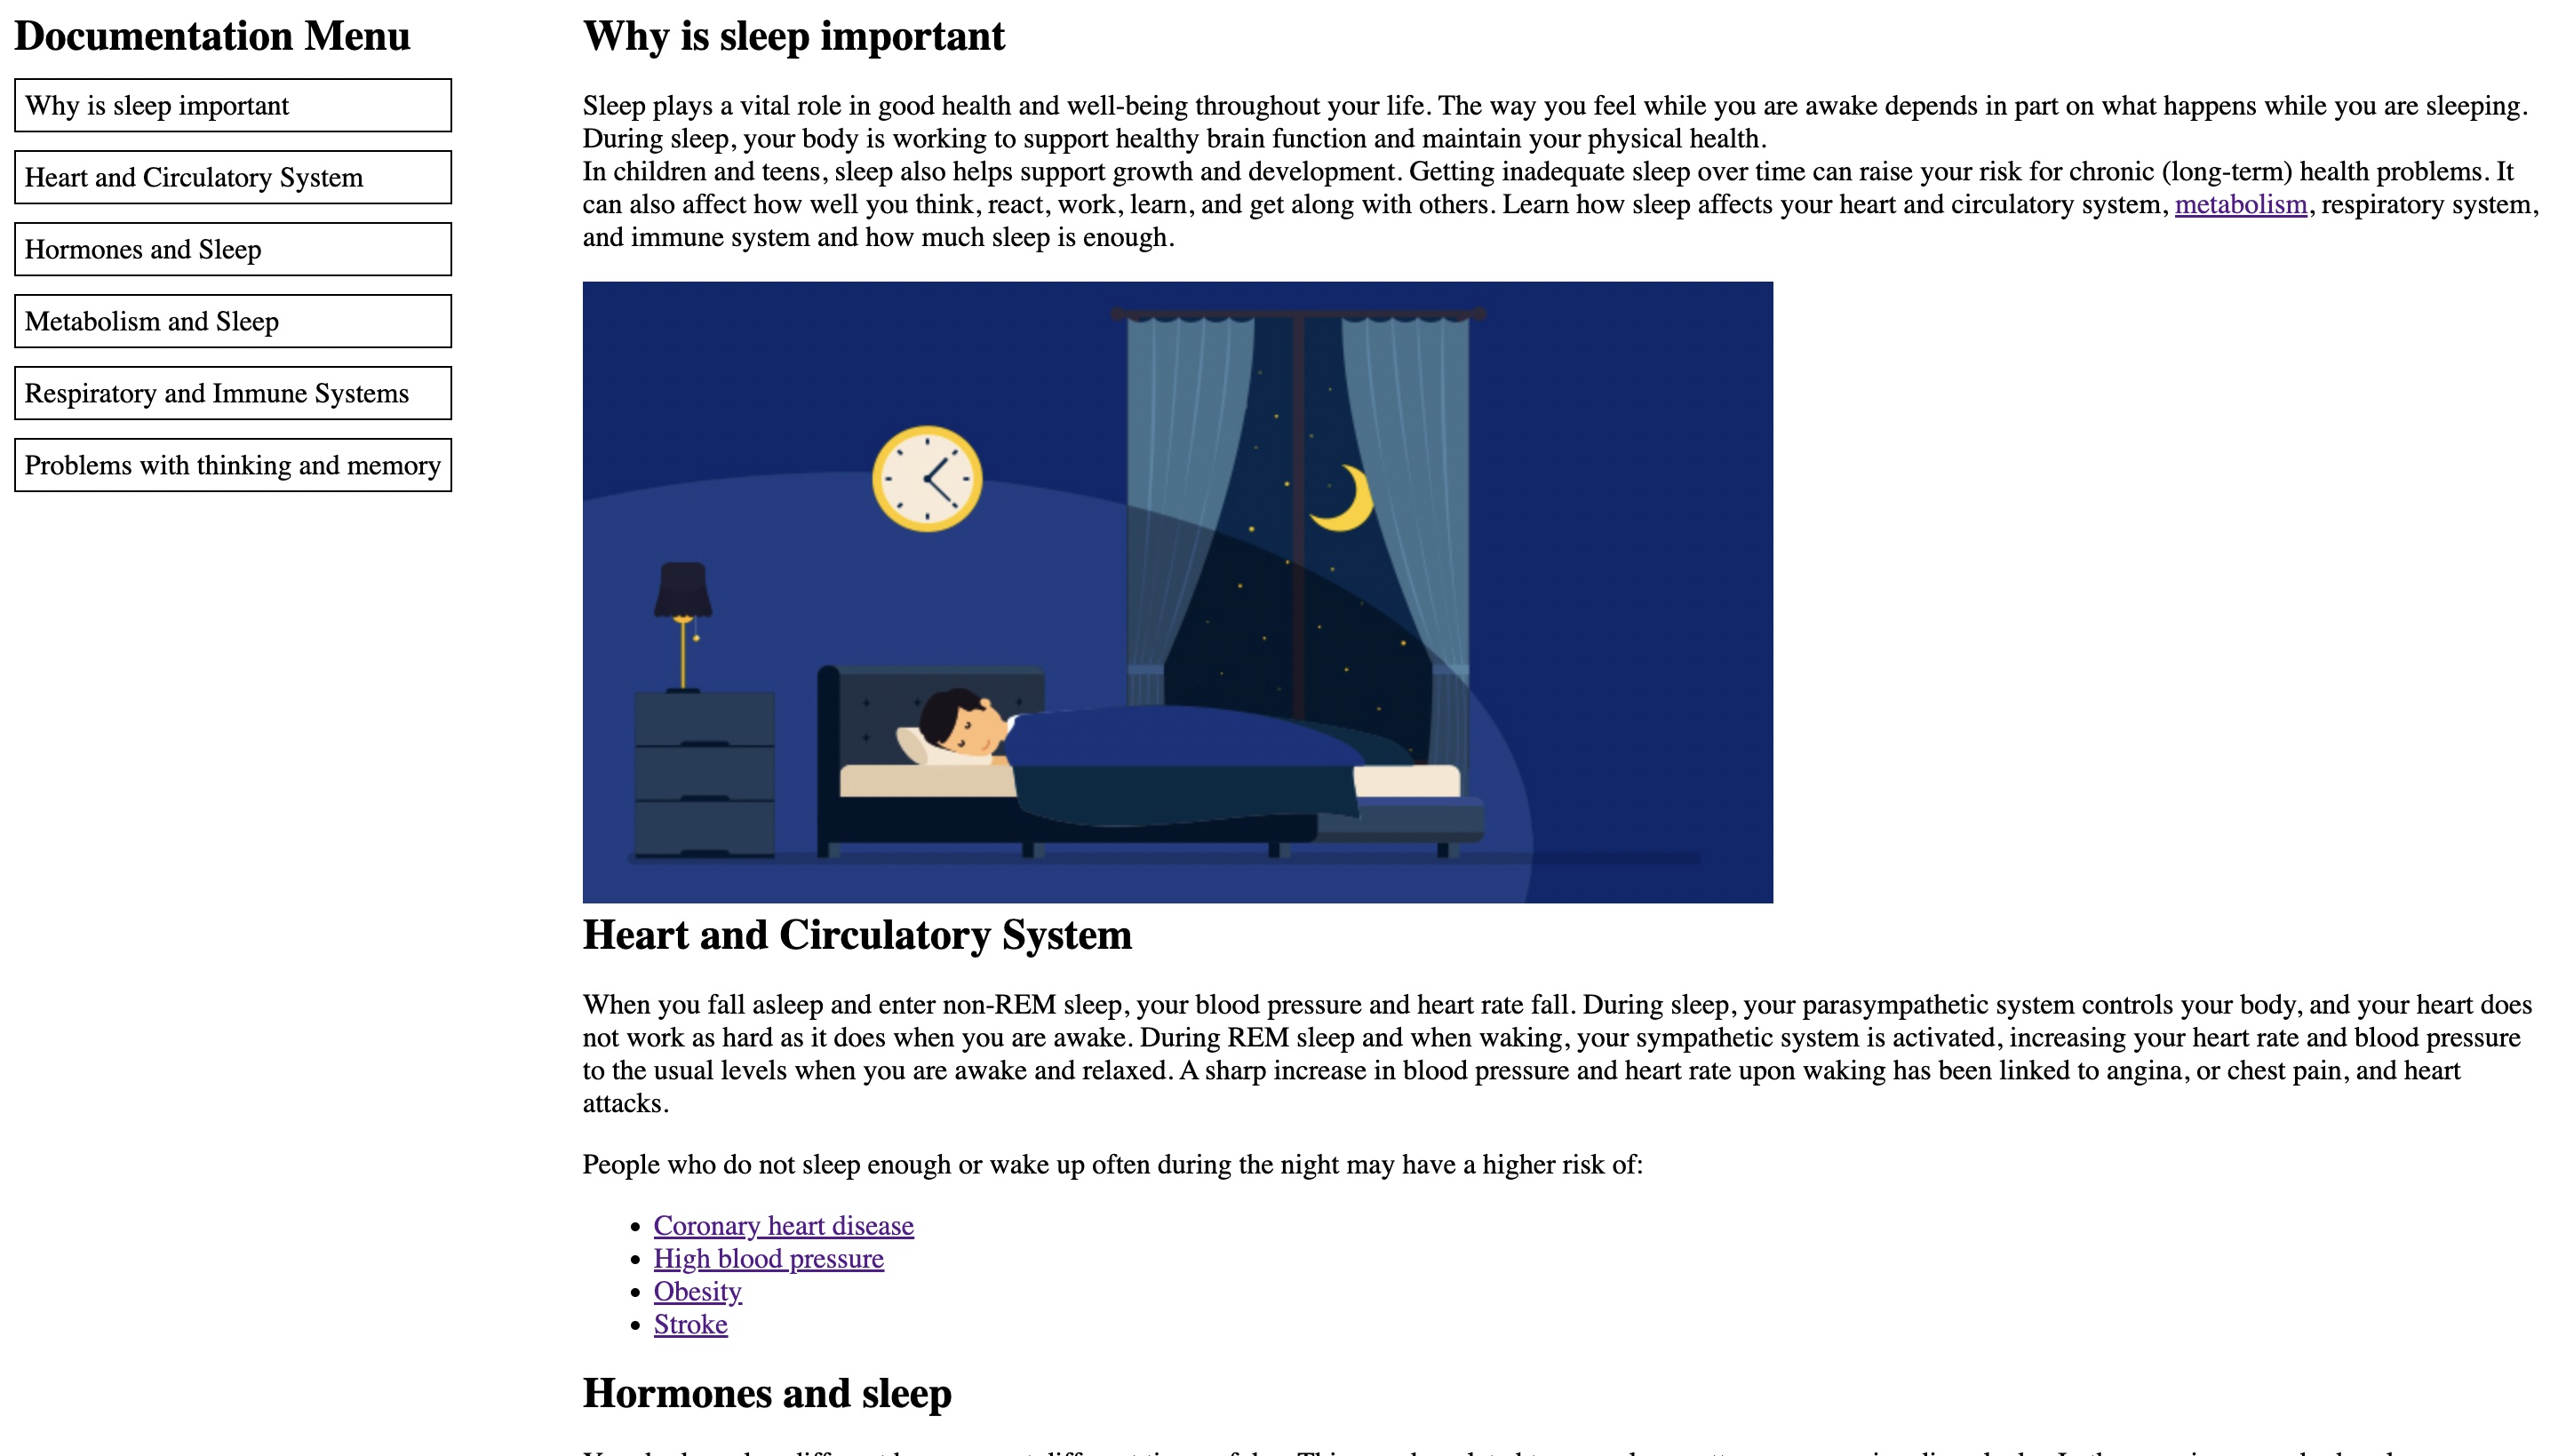 Documentation Menu
Why is sleep important
Heart and Circulatory System
Hormones and Sleep
Metabolism and Sleep
Respiratory and Immune Systems
Problems with thinking and memory
Why is sleep important
Sleep plays a vital role in good health and well-being throughout your life. The way you feel while you are awake depends in part on what happens while you are sleeping.
During sleep, your body is working to support healthy brain function and maintain your physical health.
In children and teens, sleep also helps support growth and development. Getting inadequate sleep over time can raise your risk for chronic (long-term) health problems. It
can also affect how well you think, react, work, learn, and get along with others. Learn how sleep affects your heart and circulatory system, metabolism, respiratory system,
and immune system and how much sleep is enough.
Heart and Circulatory System
When you fall asleep and enter non-REM sleep, your blood pressure and heart rate fall. During sleep, your parasympathetic system controls your body, and your heart does
not work as hard as it does when you are awake. During REM sleep and when waking, your sympathetic system is activated, increasing your heart rate and blood pressure
to the usual levels when you are awake and relaxed. A sharp increase in blood pressure and heart rate upon waking has been linked to angina, or chest pain, and heart
attacks.
People who do not sleep enough or wake up often during the night may have a higher risk of:
• Coronary heart disease
• High blood pressure
• Obesity
• Stroke
Hormones and sleep